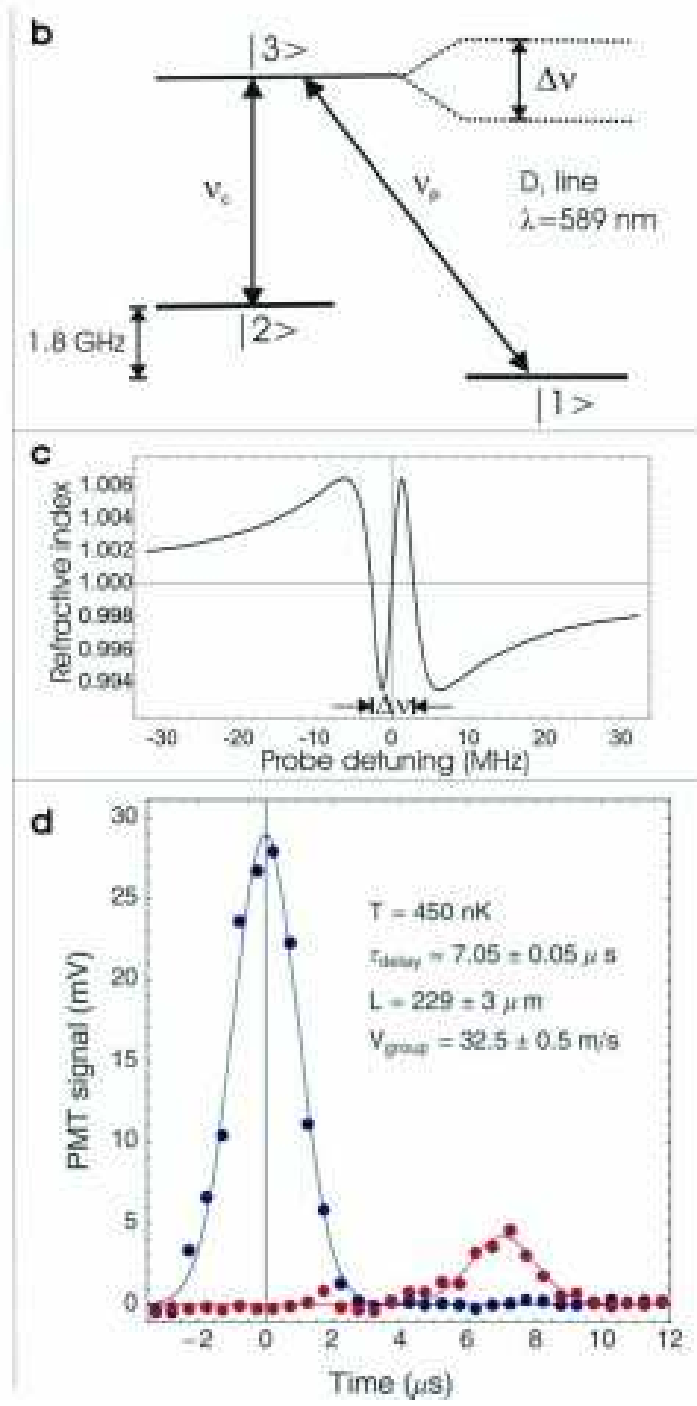 b
|3>
Δν
ν_c
ν_p
D₁ line
λ=589 nm
1.8 GHz
|2>
|1>
c
Refractive index
1.006
1.004
1.002
1.000
0.998
0.996
0.994
Δν
-30 -20 -10 0 10 20 30
Probe detuning (MHz)
d
PMT signal (mV)
30
25
20
15
10
5
0
T = 450 nK
τ_delay = 7.05 ± 0.05 μs
L = 229 ± 3 μm
V_group = 32.5 ± 0.5 m/s
−2 0 2 4 6 8 10 12
Time (μs)